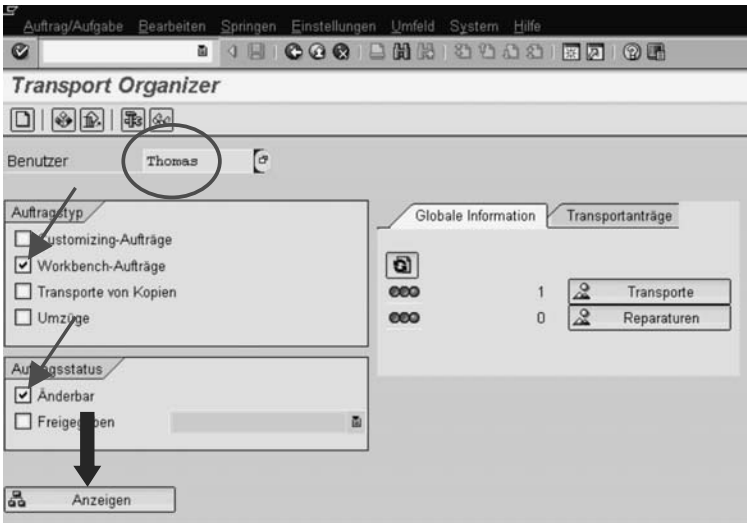 Auftrag/Aufgabe Bearbeiten Springen Einstellungen Umfeld System Hilfe
Transport Organizer
Benutzer Thomas
Auftragstyp
Customizing-Aufträge
Workbench-Aufträge
Transporte von Kopien
Umzüge
Auftragsstatus
Änderbar
Freigegeben
Anzeigen
Globale Information Transportanträge
1 Transporte
0 Reparaturen